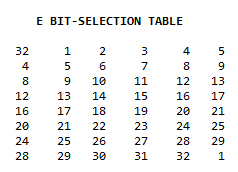 E BIT-SELECTION TABLE
32 1 2 3 4 5
4 5 6 7 8 9
8 9 10 11 12 13
12 13 14 15 16 17
16 17 18 19 20 21
20 21 22 23 24 25
24 25 26 27 28 29
28 29 30 31 32 1